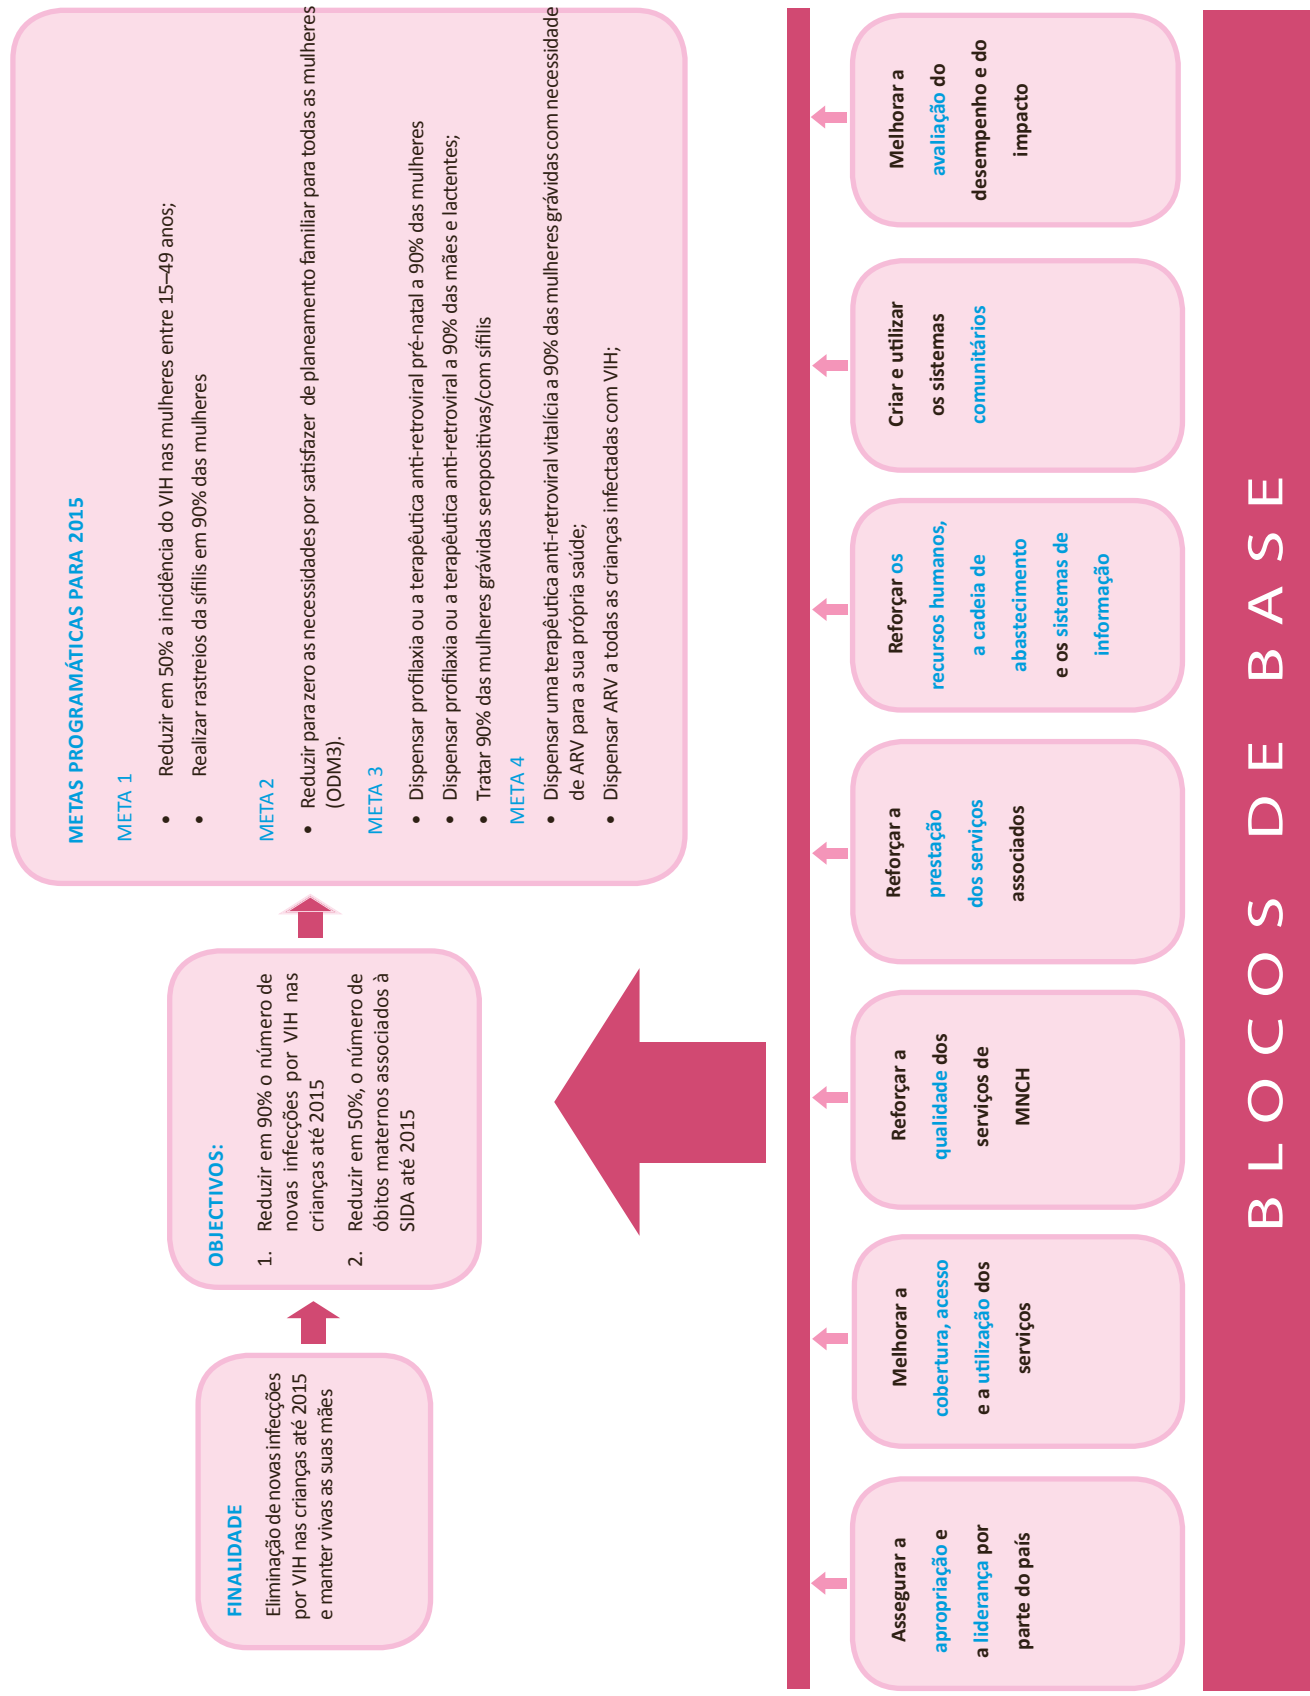 FINALIDADE
Eliminação de novas infecções
por VIH nas crianças até 2015
e manter vivas as suas mães
OBJECTIVOS:
1. Reduzir em 90% o número de
novas infecções por VIH nas
crianças até 2015
2. Reduzir em 50%, o número de
óbitos maternos associados à
SIDA até 2015
METAS PROGRAMÁTICAS PARA 2015
META 1
• Reduzir em 50% a incidência do VIH nas mulheres entre 15–49 anos;
• Realizar rastreios da sífilis em 90% das mulheres
META 2
• Reduzir para zero as necessidades por satisfazer de planeamento familiar para todas as mulheres
(ODM3).
META 3
• Dispensar profilaxia ou a terapêutica anti-retroviral pré-natal a 90% das mulheres
• Dispensar profilaxia ou a terapêutica anti-retroviral a 90% das mães e lactentes;
• Tratar 90% das mulheres grávidas seropositivas/com sífilis
META 4
• Dispensar uma terapêutica anti-retroviral vitalícia a 90% das mulheres grávidas com necessidade
de ARV para a sua própria saúde;
• Dispensar ARV a todas as crianças infectadas com VIH;
Assegurar a
apropriação e
a liderança por
parte do país
Melhorar a
cobertura, acesso
e a utilização dos
serviços
Reforçar a
qualidade dos
serviços de
MNCH
Reforçar a
prestação
dos serviços
associados
Reforçar os
recursos humanos,
a cadeia de
abastecimento
e os sistemas de
informação
Criar e utilizar
os sistemas
comunitários
Melhorar a
avaliação do
desempenho e do
impacto
BLOCOS DE BASE